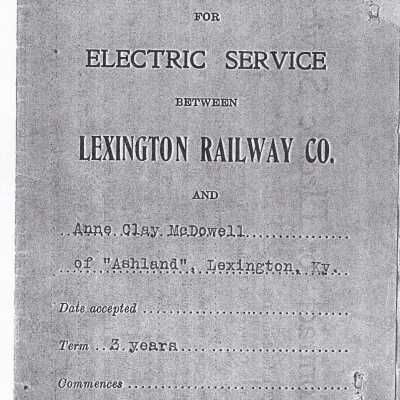 FOR
ELECTRIC SERVICE
BETWEEN
LEXINGTON RAILWAY CO.
AND
Anne Clay McDowell
of "Ashland", Lexington, Ky.
Date accepted
Term 3 years
Commences